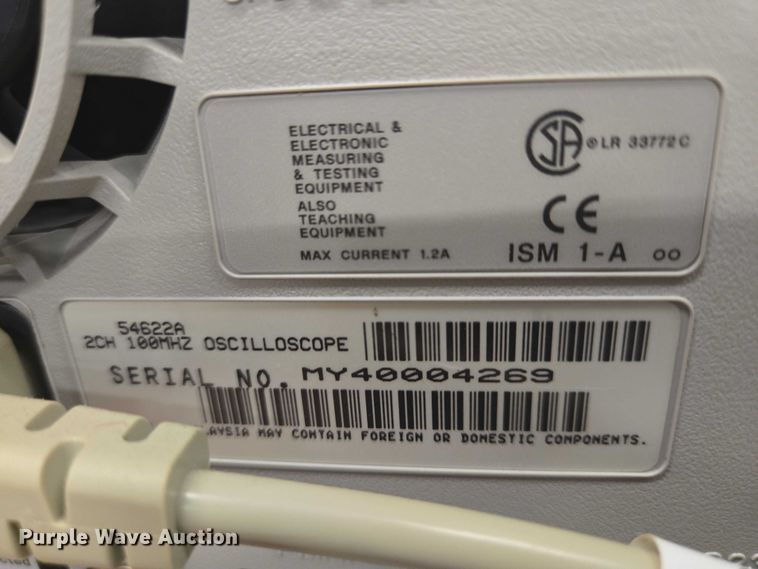 ELECTRICAL &
ELECTRONIC
MEASURING
& TESTING
EQUIPMENT
ALSO
TEACHING
EQUIPMENT
MAX CURRENT 1.2A
SA ® LR 33772C
CE
ISM 1-A
54622A
2CH 100MHZ OSCILLOSCOPE
SERIAL NO. MY40004269
MAY CONTAIN FOREIGN OR DOMESTIC COMPONENTS.
Purple Wave Auction